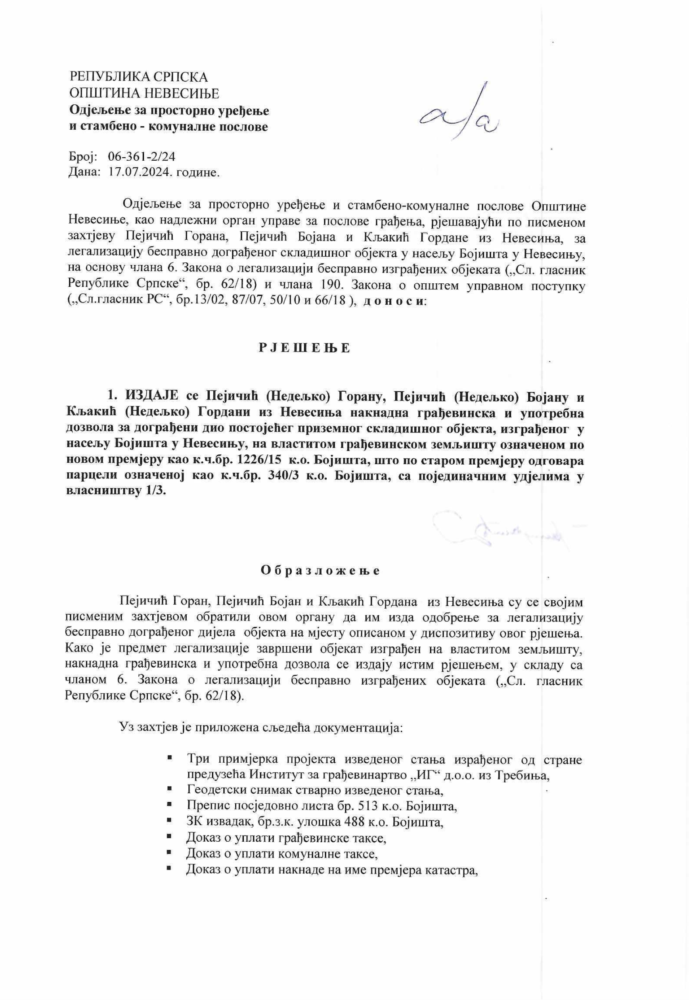 РЕПУБЛИКА СРПСКА
ОПШТИНА НЕВЕСИЊЕ
Одјељење за просторно уређење
и стамбено - комуналне послове
а/а
Број: 06-361-2/24
Дана: 17.07.2024. године.
Одјељење за просторно уређење и стамбено-комуналне послове Општине
Невесиње, као надлежни орган управе за послове грађења, рјешавајући по писменом
захтјеву Пејичић Горана, Пејичић Бојана и Кљакић Гордане из Невесиња, за
легализацију бесправно дограђеног складишног објекта у насељу Бојишта у Невесињу,
на основу члана 6. Закона о легализацији бесправно изграђених објеката („Сл. гласник
Републике Српске“, бр. 62/18) и члана 190. Закона о општем управном поступку
(„Сл.гласник РС“, бр.13/02, 87/07, 50/10 и 66/18 ), д о н о с и:
Р Ј Е Ш Е Њ Е
1. ИЗДАЈЕ се Пејичић (Недељко) Горану, Пејичић (Недељко) Бојану и
Кљакић (Недељко) Гордани из Невесиња накнадна грађевинска и употребна
дозвола за дограђени дио постојећег приземног складишног објекта, изграђеног у
насељу Бојишта у Невесињу, на властитом грађевинском земљишту означеном по
новом премјеру као к.ч.бр. 1226/15 к.о. Бојишта, што по старом премјеру одговара
парцели означеној као к.ч.бр. 340/3 к.о. Бојишта, са појединачним удјелима у
власништву 1/3.
О б р а з л о ж е њ е
Пејичић Горан, Пејичић Бојан и Кљакић Гордана из Невесиња су се својим
писменим захтјевом обратили овом органу да им изда одобрење за легализацију
бесправно дограђеног дијела објекта на мјесту описаном у диспозитиву овог рјешења.
Како је предмет легализације завршени објекат изграђен на властитом земљишту,
накнадна грађевинска и употребна дозвола се издају истим рјешењем, у складу са
чланом 6. Закона о легализацији бесправно изграђених објеката („Сл. гласник
Републике Српске“, бр. 62/18).
Уз захтјев је приложена сљедећа документација:
▪ Три примјерка пројекта изведеног стања израђеног од стране
предузећа Институт за грађевинартво „ИГ“ д.о.о. из Требиња,
▪ Геодетски снимак стварно изведеног стања,
▪ Препис посједовно листа бр. 513 к.о. Бојишта,
▪ ЗК извадак, бр.з.к. улошка 488 к.о. Бојишта,
▪ Доказ о уплати грађевинске таксе,
▪ Доказ о уплати комуналне таксе,
▪ Доказ о уплати накнаде на име премјера катастра,